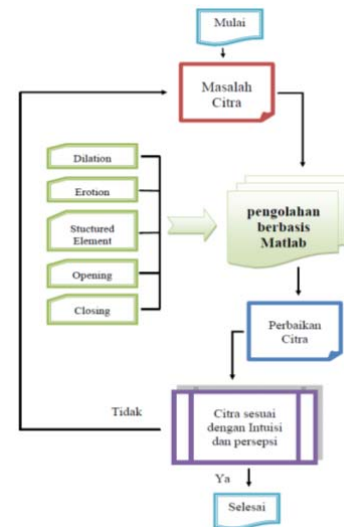 Mulai
Masalah
Citra
Dilation
Erotion
Stuctured
Element
Opening
Closing
pengolahan
berbasis
Matlab
Perbaikan
Citra
Tidak
Citra sesuai
dengan Intuisi
dan persepsi
Ya
Selesai